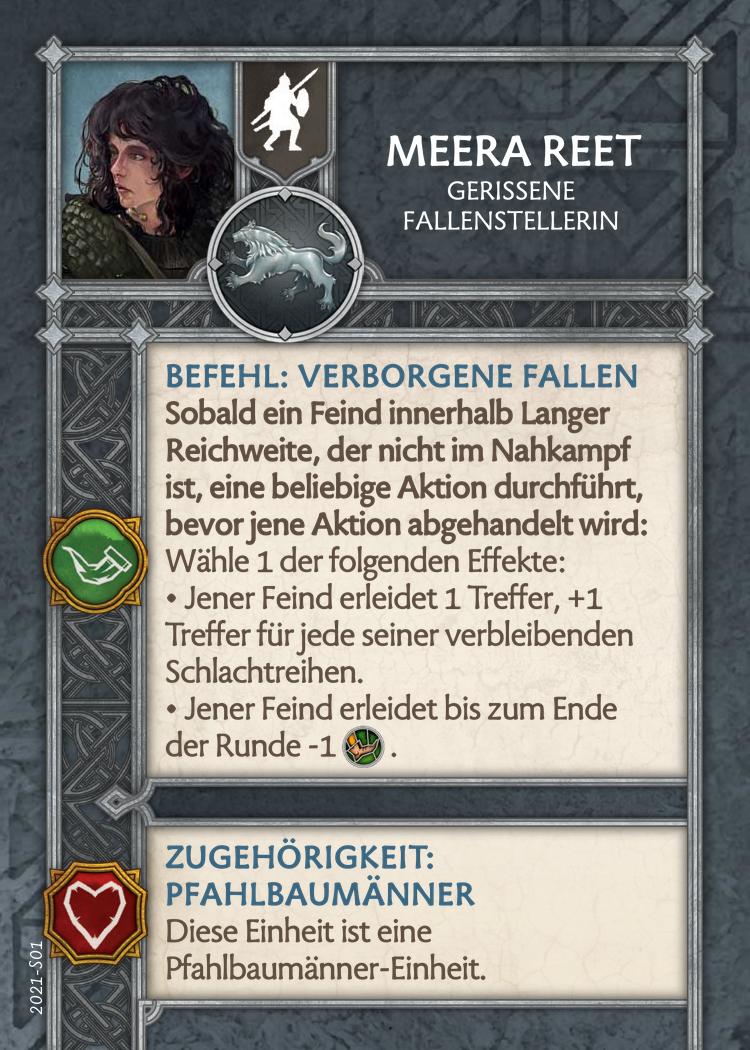 MEERA REET
GERISSENE
FALLENSTELLERIN
BEFEHL: VERBORGENE FALLEN
Sobald ein Feind innerhalb Langer
Reichweite, der nicht im Nahkampf
ist, eine beliebige Aktion durchführt,
bevor jene Aktion abgehandelt wird:
Wähle 1 der folgenden Effekte:
• Jener Feind erleidet 1 Treffer, +1
Treffer für jede seiner verbleibenden
Schlachtreihen.
• Jener Feind erleidet bis zum Ende
der Runde -1 .
ZUGEHÖRIGKEIT:
PFAHLBAUMÄNNER
Diese Einheit ist eine
Pfahlbaumänner-Einheit.
2021-S01